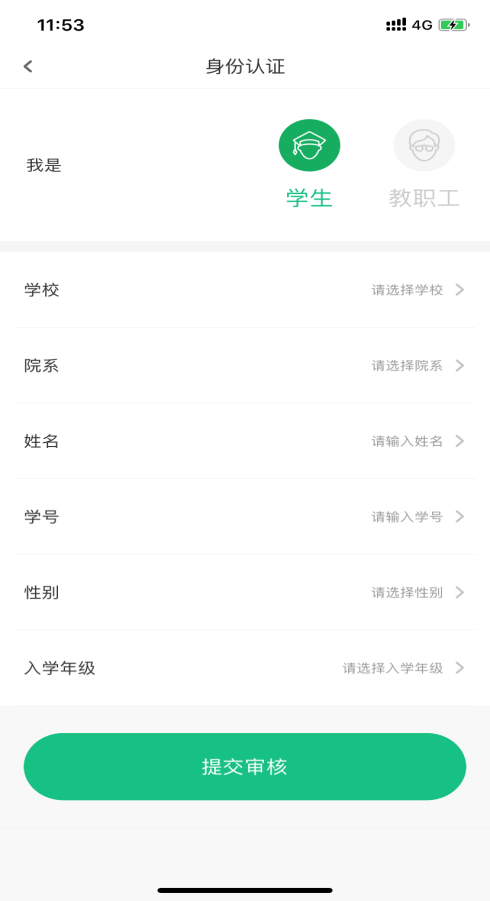 11:53 4G
身份认证
我是
学生 教职工
学校 请选择学校
院系 请选择院系
姓名 请输入姓名
学号 请输入学号
性别 请选择性别
入学年级 请选择入学年级
提交审核